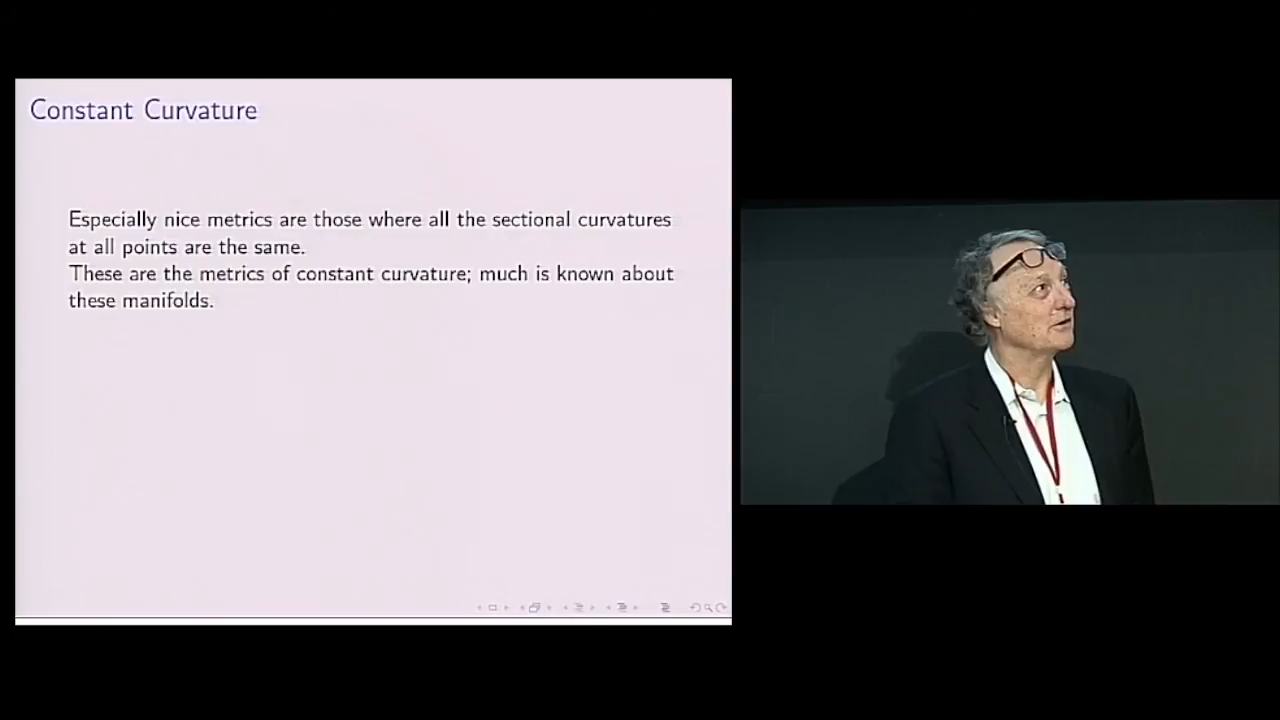 Constant Curvature
Especially nice metrics are those where all the sectional curvatures
at all points are the same.
These are the metrics of constant curvature; much is known about
these manifolds.